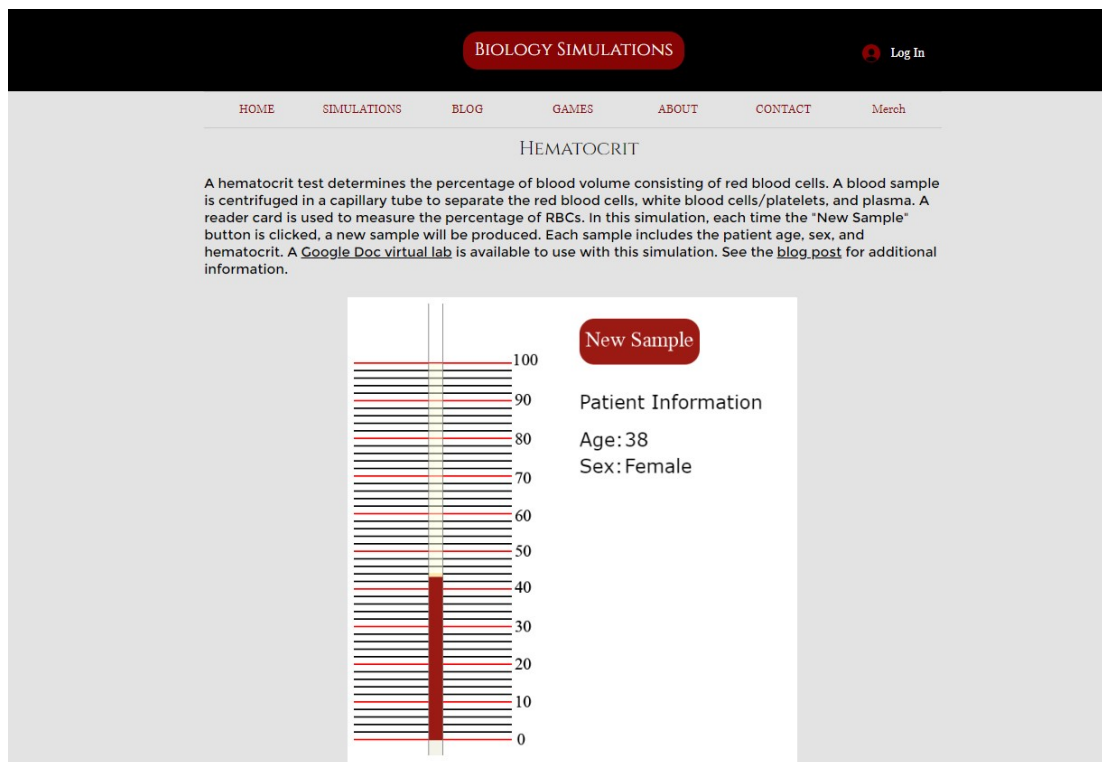 BIOLOGY SIMULATIONS
Log In
HOME SIMULATIONS BLOG GAMES ABOUT CONTACT Merch
HEMATOCRIT
A hematocrit test determines the percentage of blood volume consisting of red blood cells. A blood sample
is centrifuged in a capillary tube to separate the red blood cells, white blood cells/platelets, and plasma. A
reader card is used to measure the percentage of RBCs. In this simulation, each time the "New Sample"
button is clicked, a new sample will be produced. Each sample includes the patient age, sex, and
hematocrit. A Google Doc virtual lab is available to use with this simulation. See the blog post for additional
information.
New Sample
Patient Information
Age: 38
Sex: Female
100
90
80
70
60
50
40
30
20
10
0